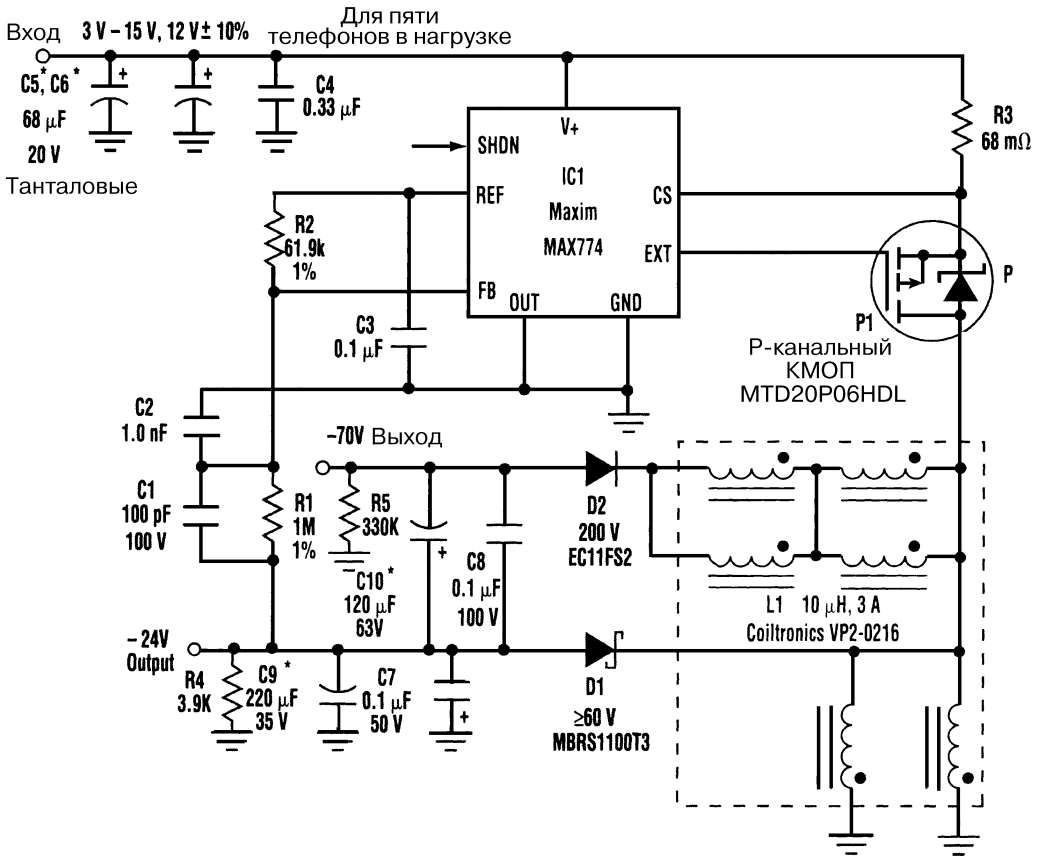 Вход
3 V – 15 V, 12 V ± 10%
Для пяти
телефонов в нагрузке
C5*, C6*
68 µF
20 V
Танталовые
+
+
C4
0.33 µF
R3
68 mΩ
V+
SHDN
REF
FB
OUT
GND
CS
EXT
IC1
Maxim
MAX774
R2
61.9k
1%
C3
0.1 µF
P
P1
Р-канальный
КМОП
MTD20P06HDL
C2
1.0 nF
C1
100 pF
100 V
R1
1M
1%
–70V Выход
R5
330K
C10*
120 µF
63V
+
C8
0.1 µF
100 V
D2
200 V
EC11FS2
L1 10 µH, 3 A
Coiltronics VP2-0216
– 24V
Output
R4
3.9K
C9*
220 µF
35 V
C7
0.1 µF
50 V
+
D1
≥60 V
MBRS1100T3